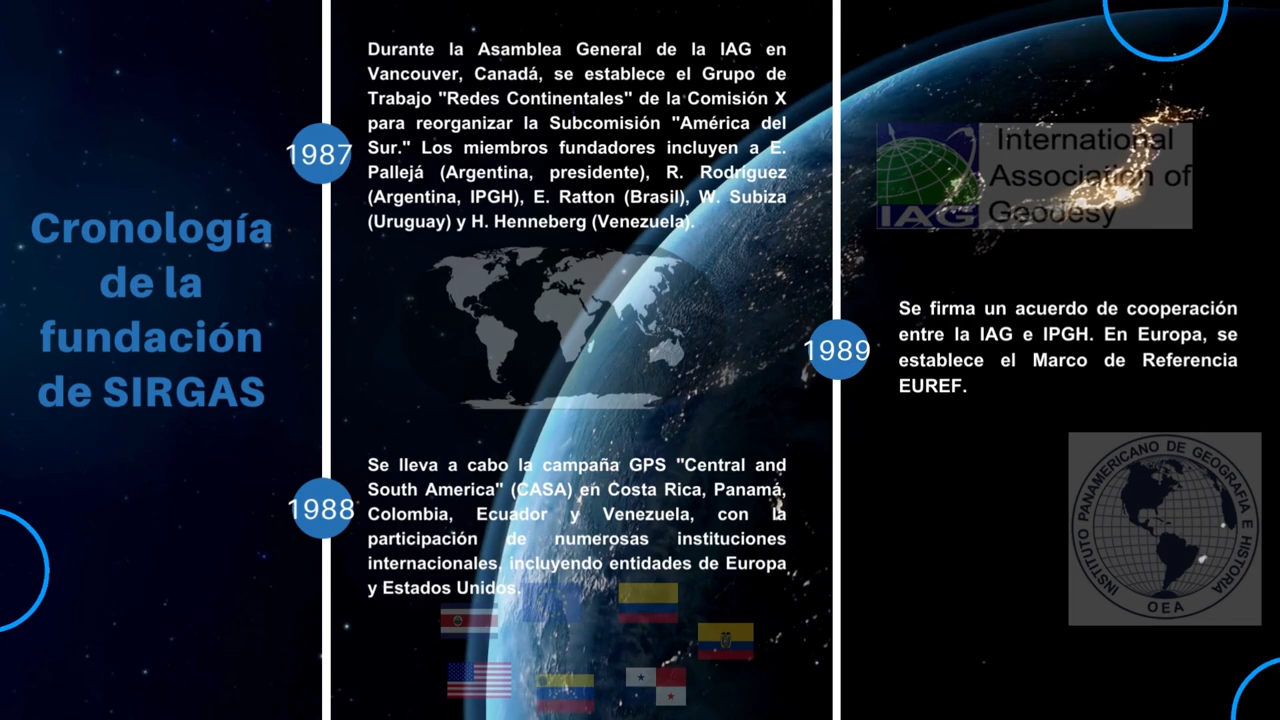 Cronología
de la
fundación
de SIRGAS
1987
Durante la Asamblea General de la IAG en
Vancouver, Canadá, se establece el Grupo de
Trabajo "Redes Continentales" de la Comisión X
para reorganizar la Subcomisión "América del
Sur." Los miembros fundadores incluyen a E.
Pallejá (Argentina, presidente), R. Rodríguez
(Argentina, IPGH), E. Ratton (Brasil), W. Subiza
(Uruguay) y H. Henneberg (Venezuela).
1988
Se lleva a cabo la campaña GPS "Central and
South America" (CASA) en Costa Rica, Panamá,
Colombia, Ecuador y Venezuela, con la
participación de numerosas instituciones
internacionales, incluyendo entidades de Europa
y Estados Unidos.
IAG
International
Association of
Geodesy
1989
Se firma un acuerdo de cooperación
entre la IAG e IPGH. En Europa, se
establece el Marco de Referencia
EUREF.
INSTITUTO PANAMERICANO DE GEOGRAFIA E HISTORIA
OEA